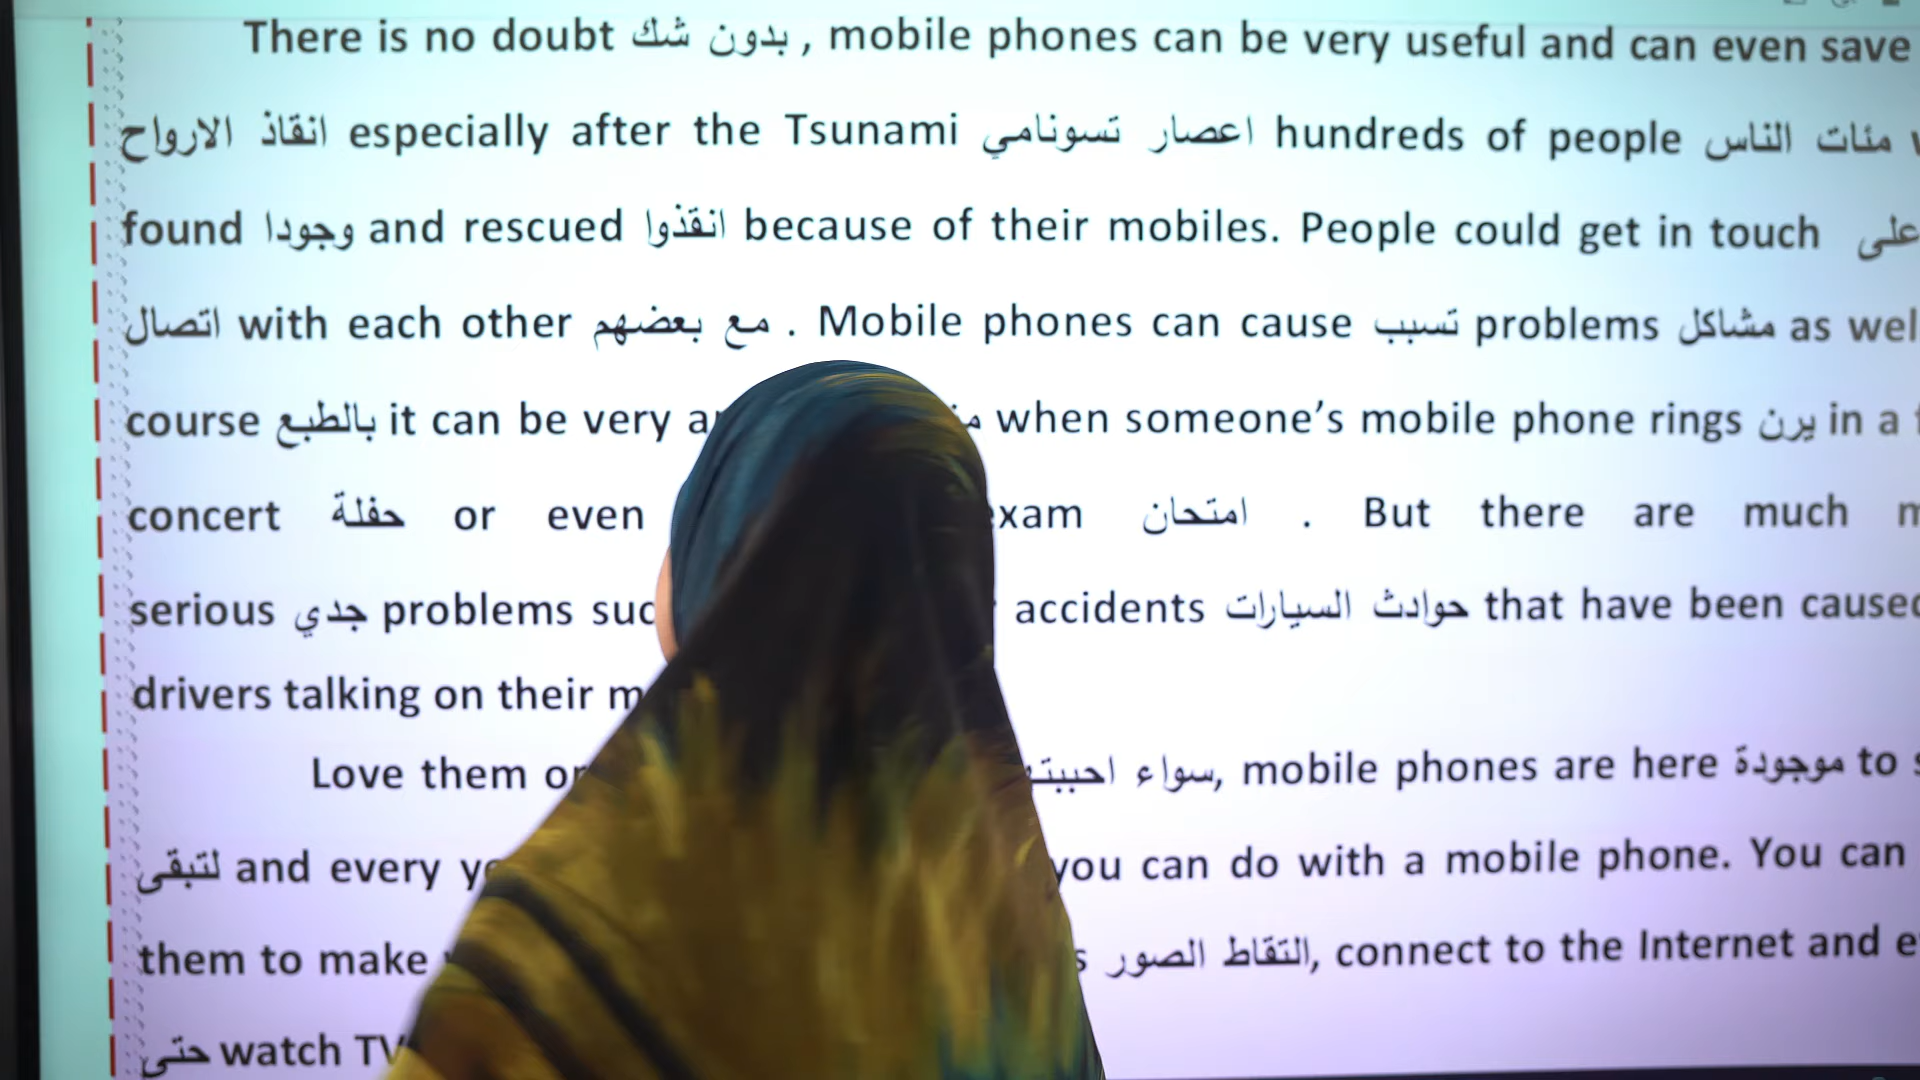 There is no doubt بدون شك , mobile phones can be very useful and can even save
انقاذ الارواح especially after the Tsunami اعصار تسونامي hundreds of people مئات الناس
found وجودا and rescued انقذوا because of their mobiles. People could get in touch على
اتصال with each other مع بعضهم . Mobile phones can cause تسبب problems مشاكل as
course بالطبع it can be very when someone's mobile phone rings يرن in a
concert حفلة or even امتحان . But there are much
serious جدي problems accidents حوادث السيارات that have been caused
drivers talking on their
Love them or سواء, mobile phones are here موجودة to
لتبقى and every you can do with a mobile phone. You can
them to make التقاط الصور, connect to the Internet and
حتى watch TV